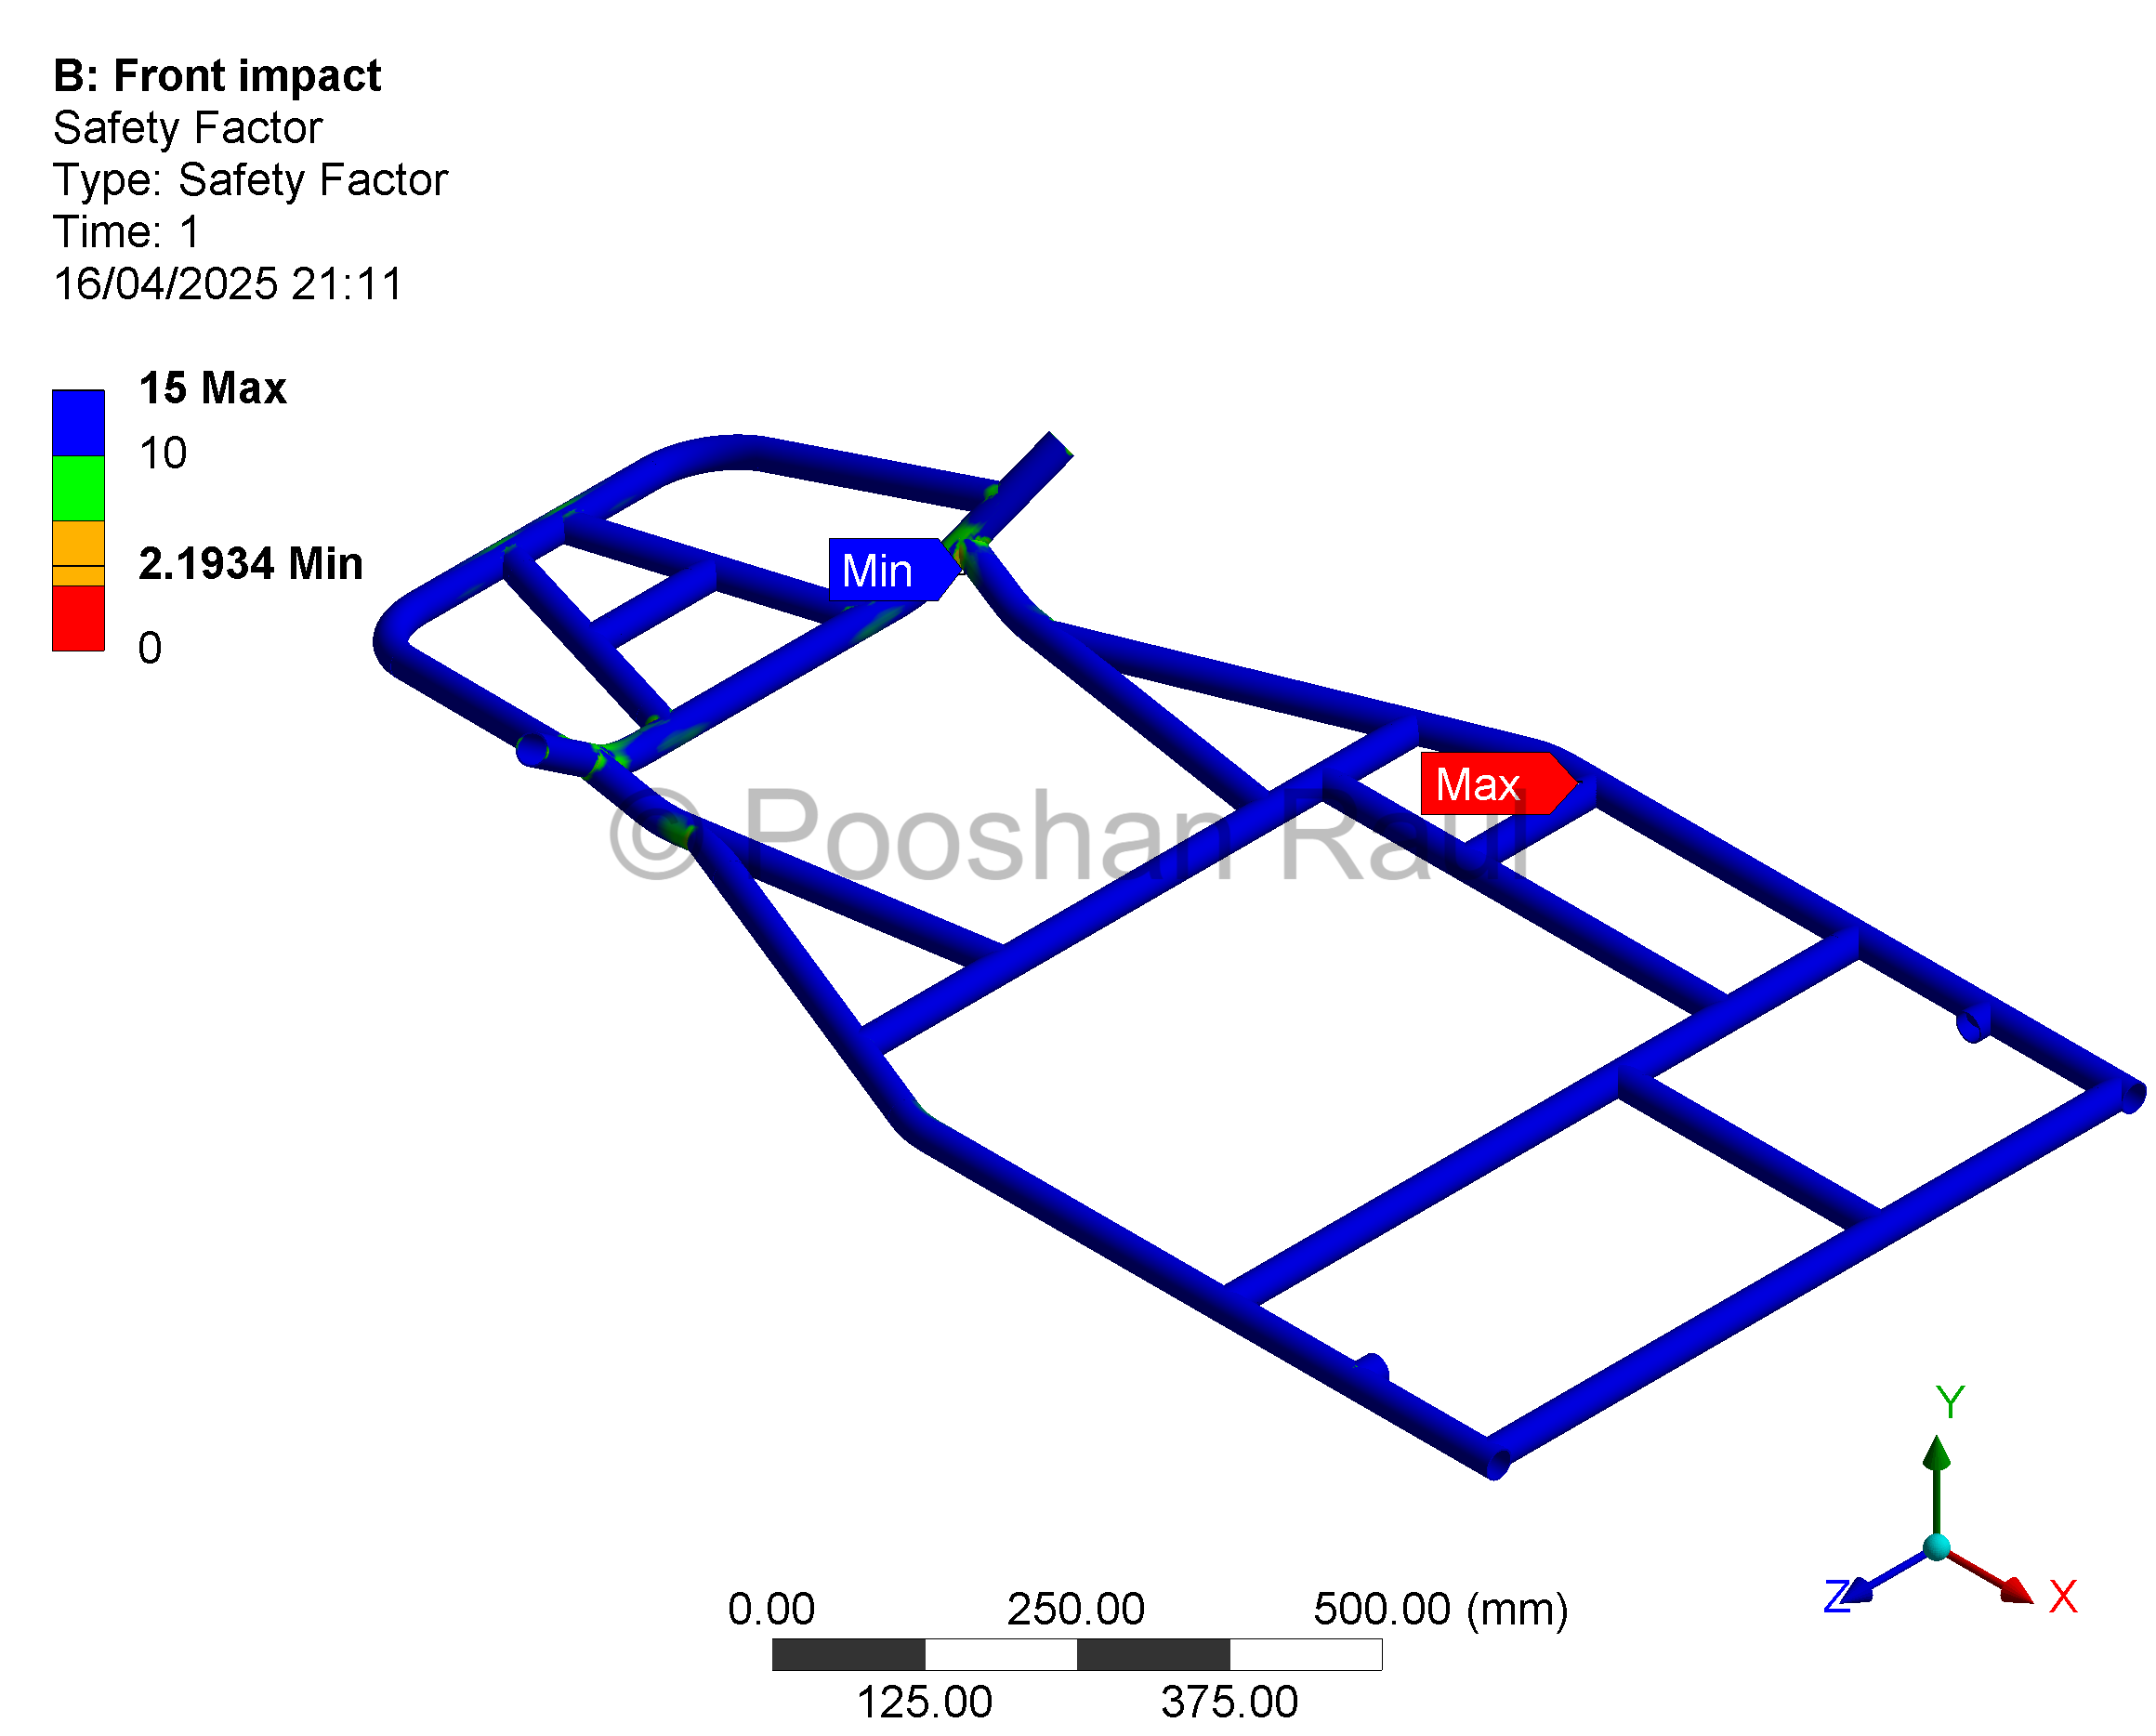 B: Front impact
Safety Factor
Type: Safety Factor
Time: 1
16/04/2025 21:11
15 Max
10
2.1934 Min
0
Min
Max
© Pooshan Raul
Y
Z
X
0.00
250.00
500.00 (mm)
125.00
375.00